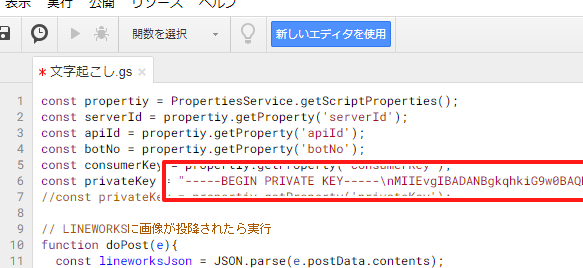 表示 実行 公開 リソース ヘルプ
関数を選択
新しいエディタを使用
* 文字起こし.gs ×
1 const propertiy = PropertiesService.getScriptProperties();
2 const serverId = propertiy.getProperty('serverId');
3 const apiId = propertiy.getProperty('apiId');
4 const botNo = propertiy.getProperty('botNo');
5 const consumerKey = propertiy.getProperty('consumerKey');
6 const privateKey = "-----BEGIN PRIVATE KEY-----\nMIIEvgIBADANBgkqhkiG9w0BAQ
7 //const privateKey = propertiy.getProperty('privateKey');
8
9 // LINEWORKSに画像が投降されたら実行
10 function doPost(e){
11 const lineworksJson = JSON.parse(e.postData.contents);